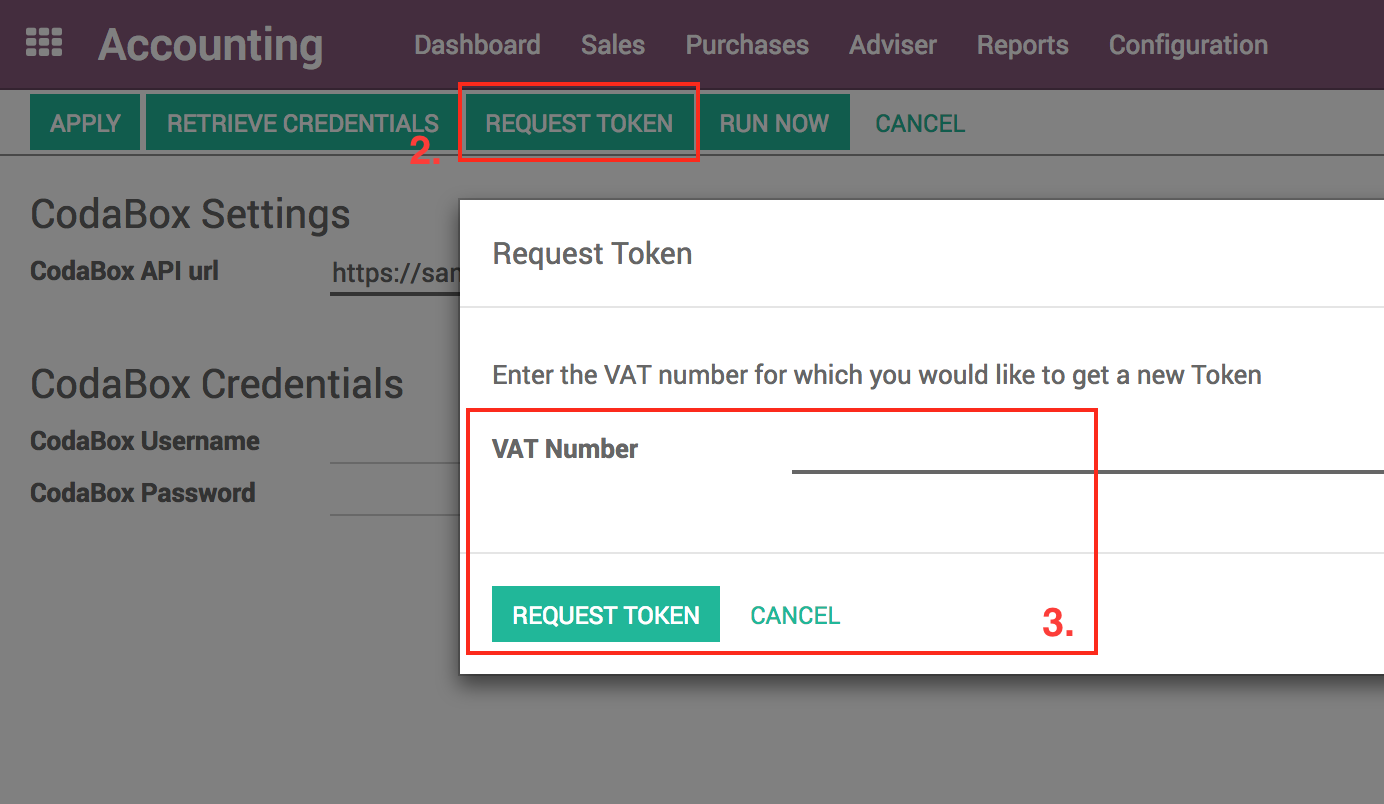 Accounting Dashboard Sales Purchases Adviser Reports Configuration
APPLY RETRIEVE CREDENTIALS REQUEST TOKEN RUN NOW CANCEL
2.
CodaBox Settings
Request Token
CodaBox API url https://san
Enter the VAT number for which you would like to get a new Token
CodaBox Credentials
CodaBox Username
VAT Number
CodaBox Password
REQUEST TOKEN CANCEL
3.